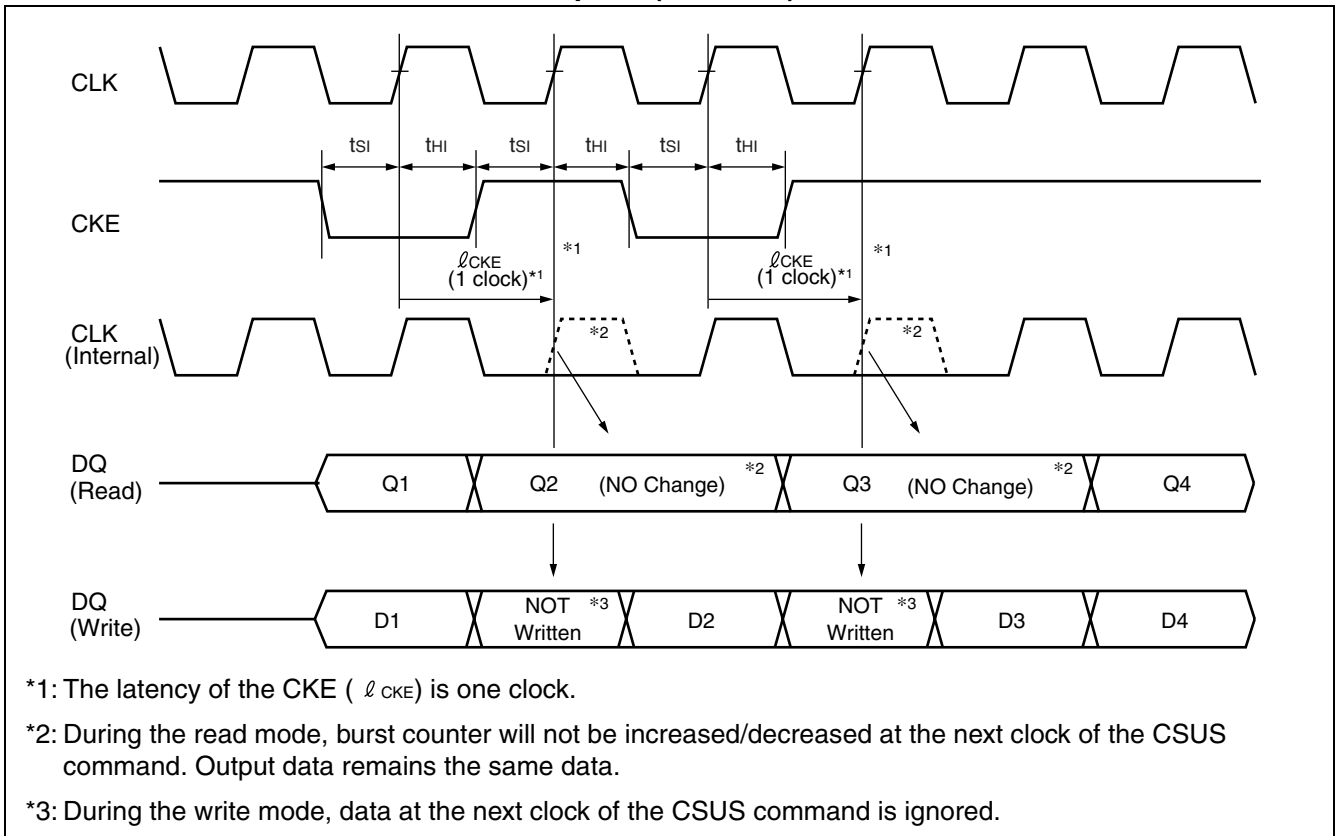 CLK
tSI tHI tSI tHI tSI tHI
CKE
*1 *1
ℓCKE ℓCKE
(1 clock)*1 (1 clock)*1
CLK
(Internal)
*2 *2
DQ
(Read)
Q1 Q2 (NO Change) *2 Q3 (NO Change) *2 Q4
DQ
(Write)
D1 NOT *3 D2 NOT *3 D3 D4
Written Written
*1: The latency of the CKE ( ℓ CKE) is one clock.
*2: During the read mode, burst counter will not be increased/decreased at the next clock of the CSUS
command. Output data remains the same data.
*3: During the write mode, data at the next clock of the CSUS command is ignored.